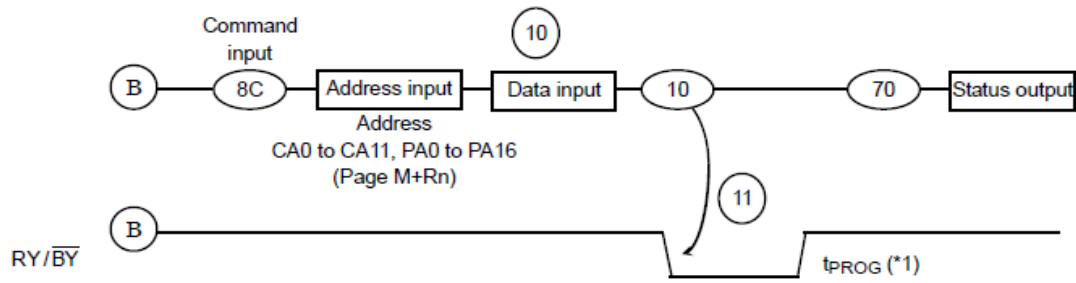 10
Command
input
B 8C Address input Data input 10 70 Status output
Address
CA0 to CA11, PA0 to PA16
(Page M+Rn)
11
B
RY/BY
tPROG (*1)